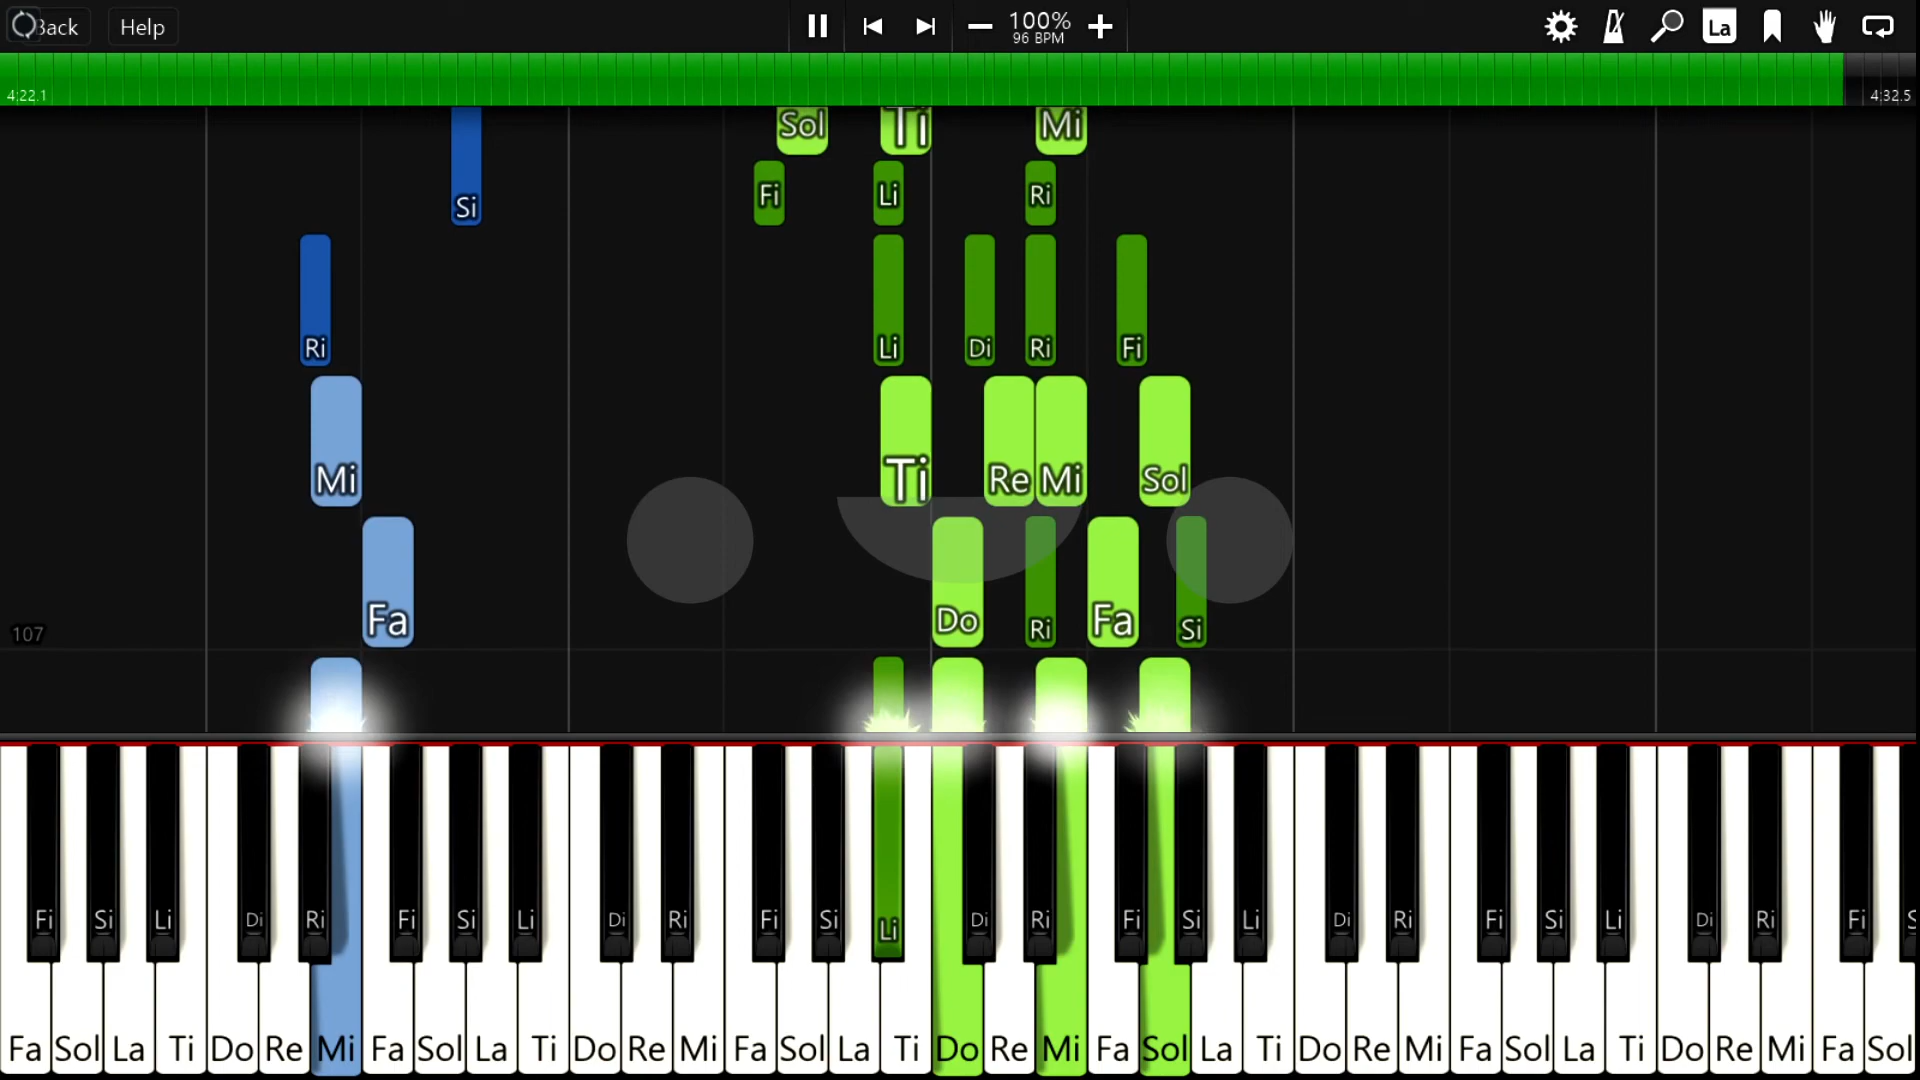 Back Help 100% La
96 BPM
4:22.1 4:32.5
Sol Ti Mi
Fi Li Ri
Si
Ri Li Di Ri Fi
Mi Ti Re Mi Sol
Fa Do Ri Fa Si
107
Fi Si Li Di Ri Fi Si Li Di Ri Fi Si Li Di Ri Fi Si Li Di Ri Fi Si Li Di Ri Fi
Fa Sol La Ti Do Re Mi Fa Sol La Ti Do Re Mi Fa Sol La Ti Do Re Mi Fa Sol La Ti Do Re Mi Fa Sol La Ti Do Re Mi Fa Sol